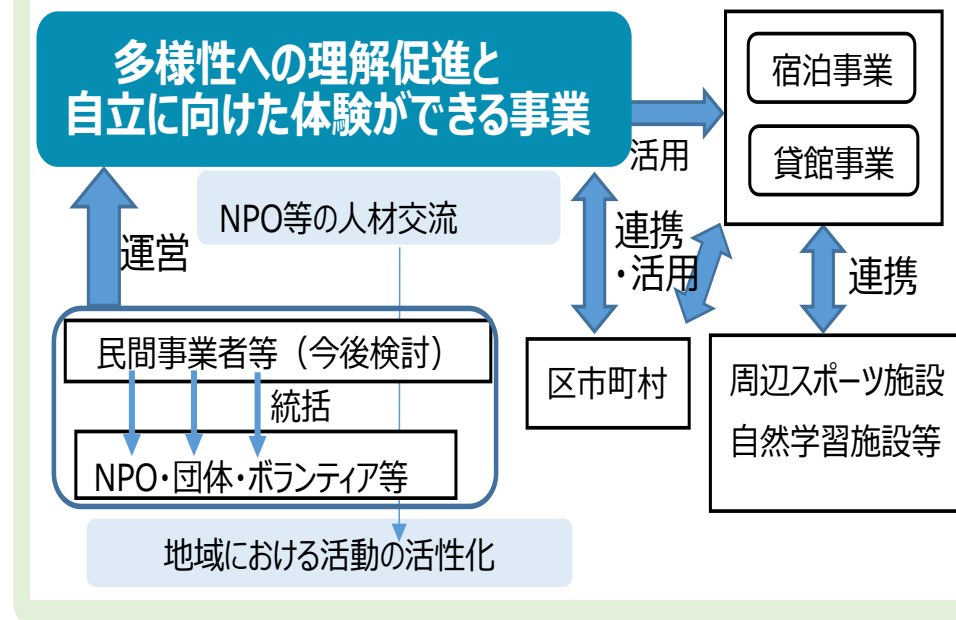 多様性への理解促進と
自立に向けた体験ができる事業
宿泊事業
貸館事業
活用
NPO等の人材交流
運営
連携
・活用
連携
民間事業者等（今後検討）
統括
NPO・団体・ボランティア等
区市町村
周辺スポーツ施設
自然学習施設等
地域における活動の活性化